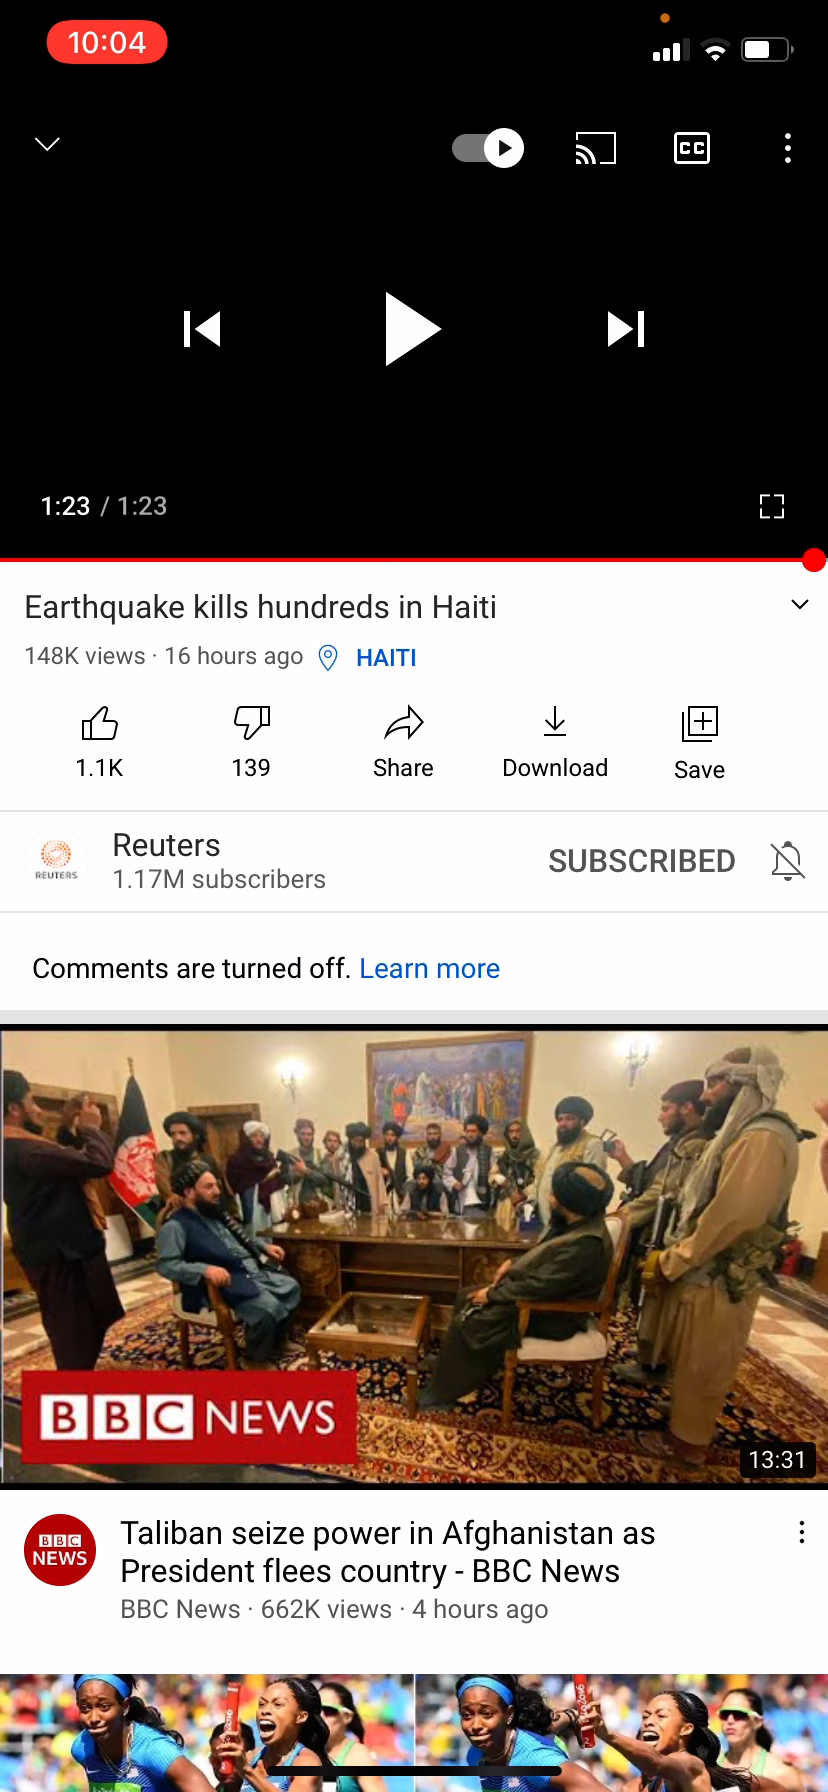 10:04
CC
1:23 / 1:23
Earthquake kills hundreds in Haiti
148K views · 16 hours ago HAITI
1.1K 139 Share Download Save
REUTERS
Reuters
1.17M subscribers
SUBSCRIBED
Comments are turned off. Learn more
BBC NEWS
13:31
BBC
NEWS
Taliban seize power in Afghanistan as
President flees country - BBC News
BBC News · 662K views · 4 hours ago